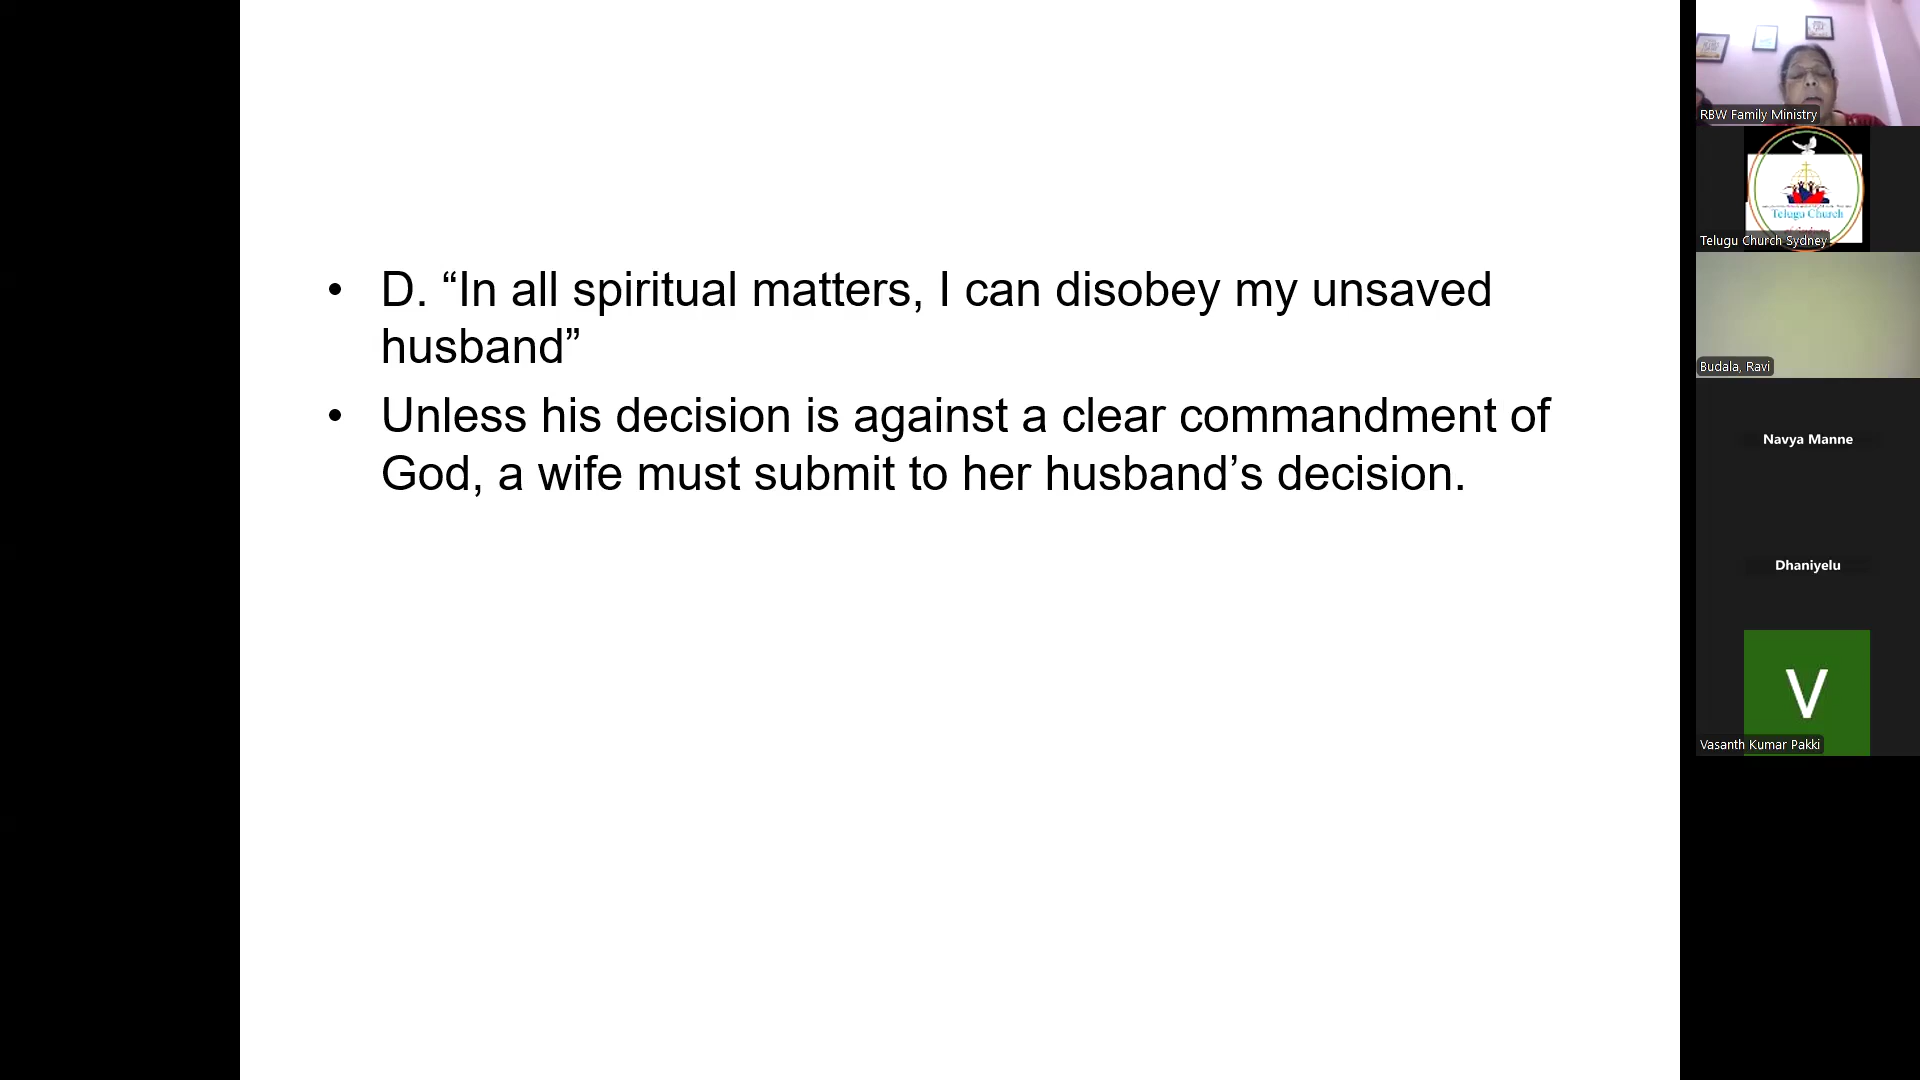 • D. “In all spiritual matters, I can disobey my unsaved
husband”
• Unless his decision is against a clear commandment of
God, a wife must submit to her husband’s decision.
RBW Family Ministry
Telugu Church
Telugu Church Sydney
Budala, Ravi
Navya Manne
Dhaniyelu
V
Vasanth Kumar Pakki